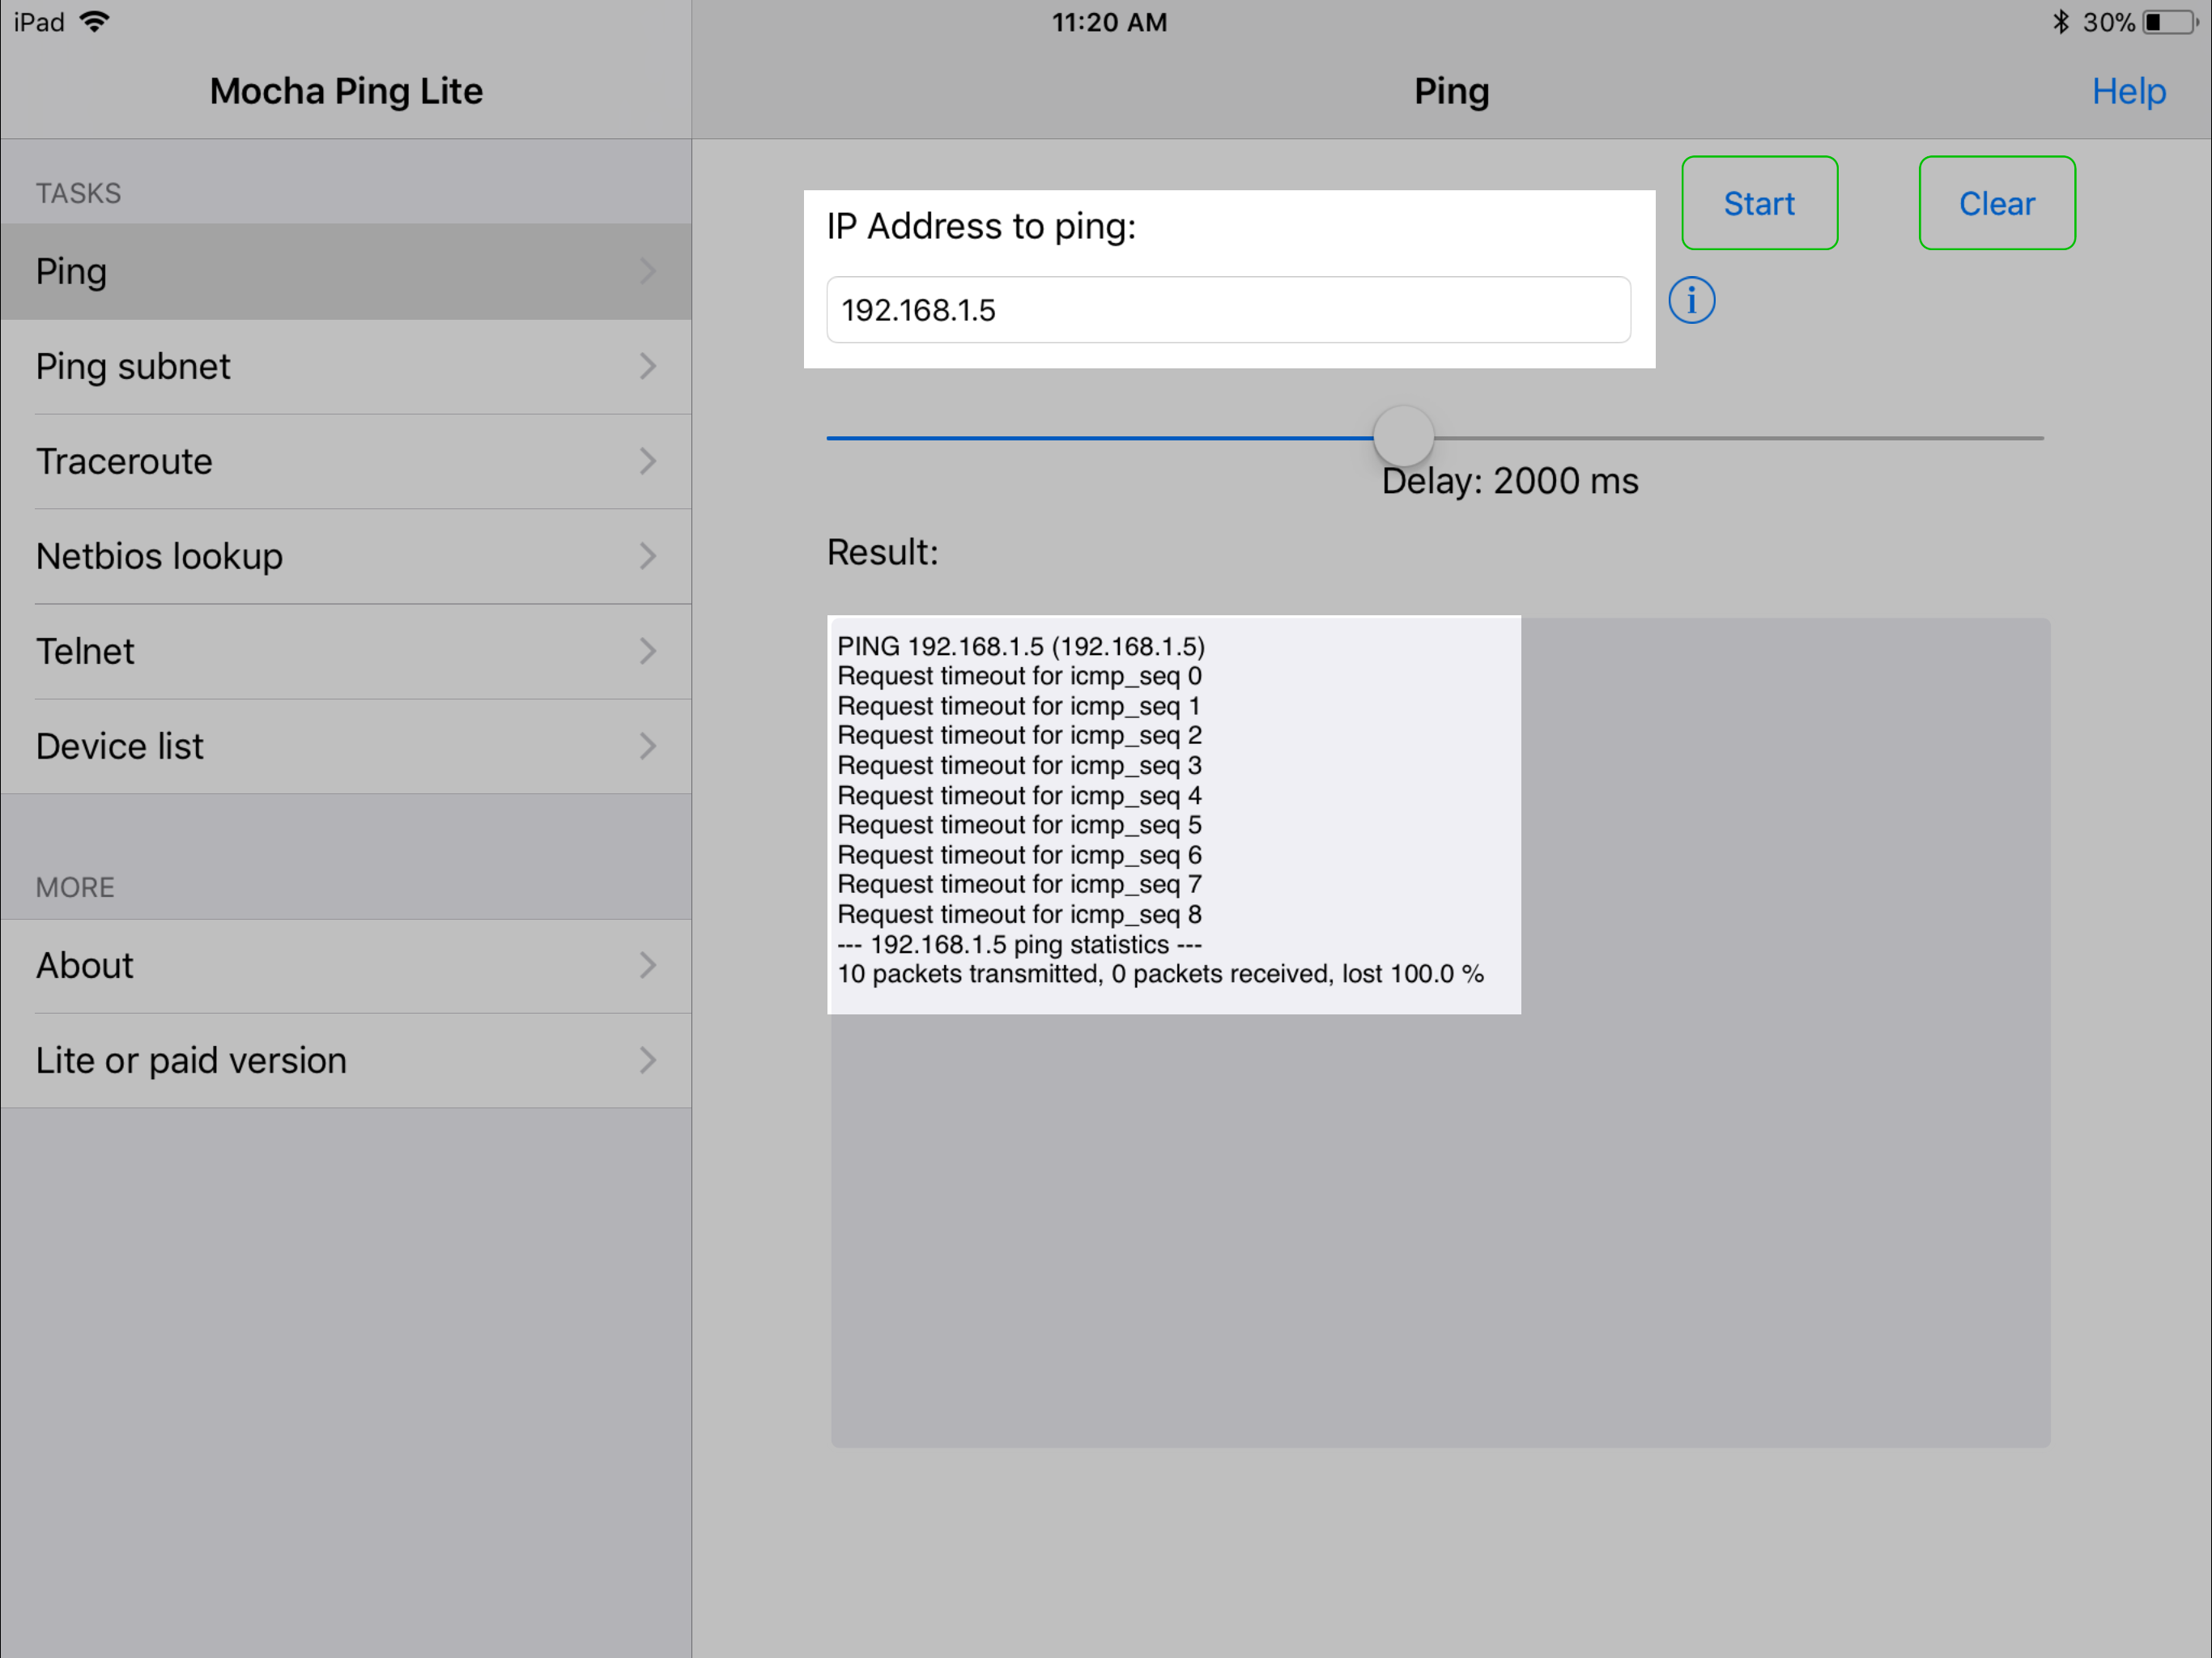 iPad
11:20 AM
30%
Mocha Ping Lite
TASKS
Ping
Ping subnet
Traceroute
Netbios lookup
Telnet
Device list
MORE
About
Lite or paid version
Ping
Help
Start
Clear
IP Address to ping:
192.168.1.5
i
Delay: 2000 ms
Result:
PING 192.168.1.5 (192.168.1.5)
Request timeout for icmp_seq 0
Request timeout for icmp_seq 1
Request timeout for icmp_seq 2
Request timeout for icmp_seq 3
Request timeout for icmp_seq 4
Request timeout for icmp_seq 5
Request timeout for icmp_seq 6
Request timeout for icmp_seq 7
Request timeout for icmp_seq 8
--- 192.168.1.5 ping statistics ---
10 packets transmitted, 0 packets received, lost 100.0 %